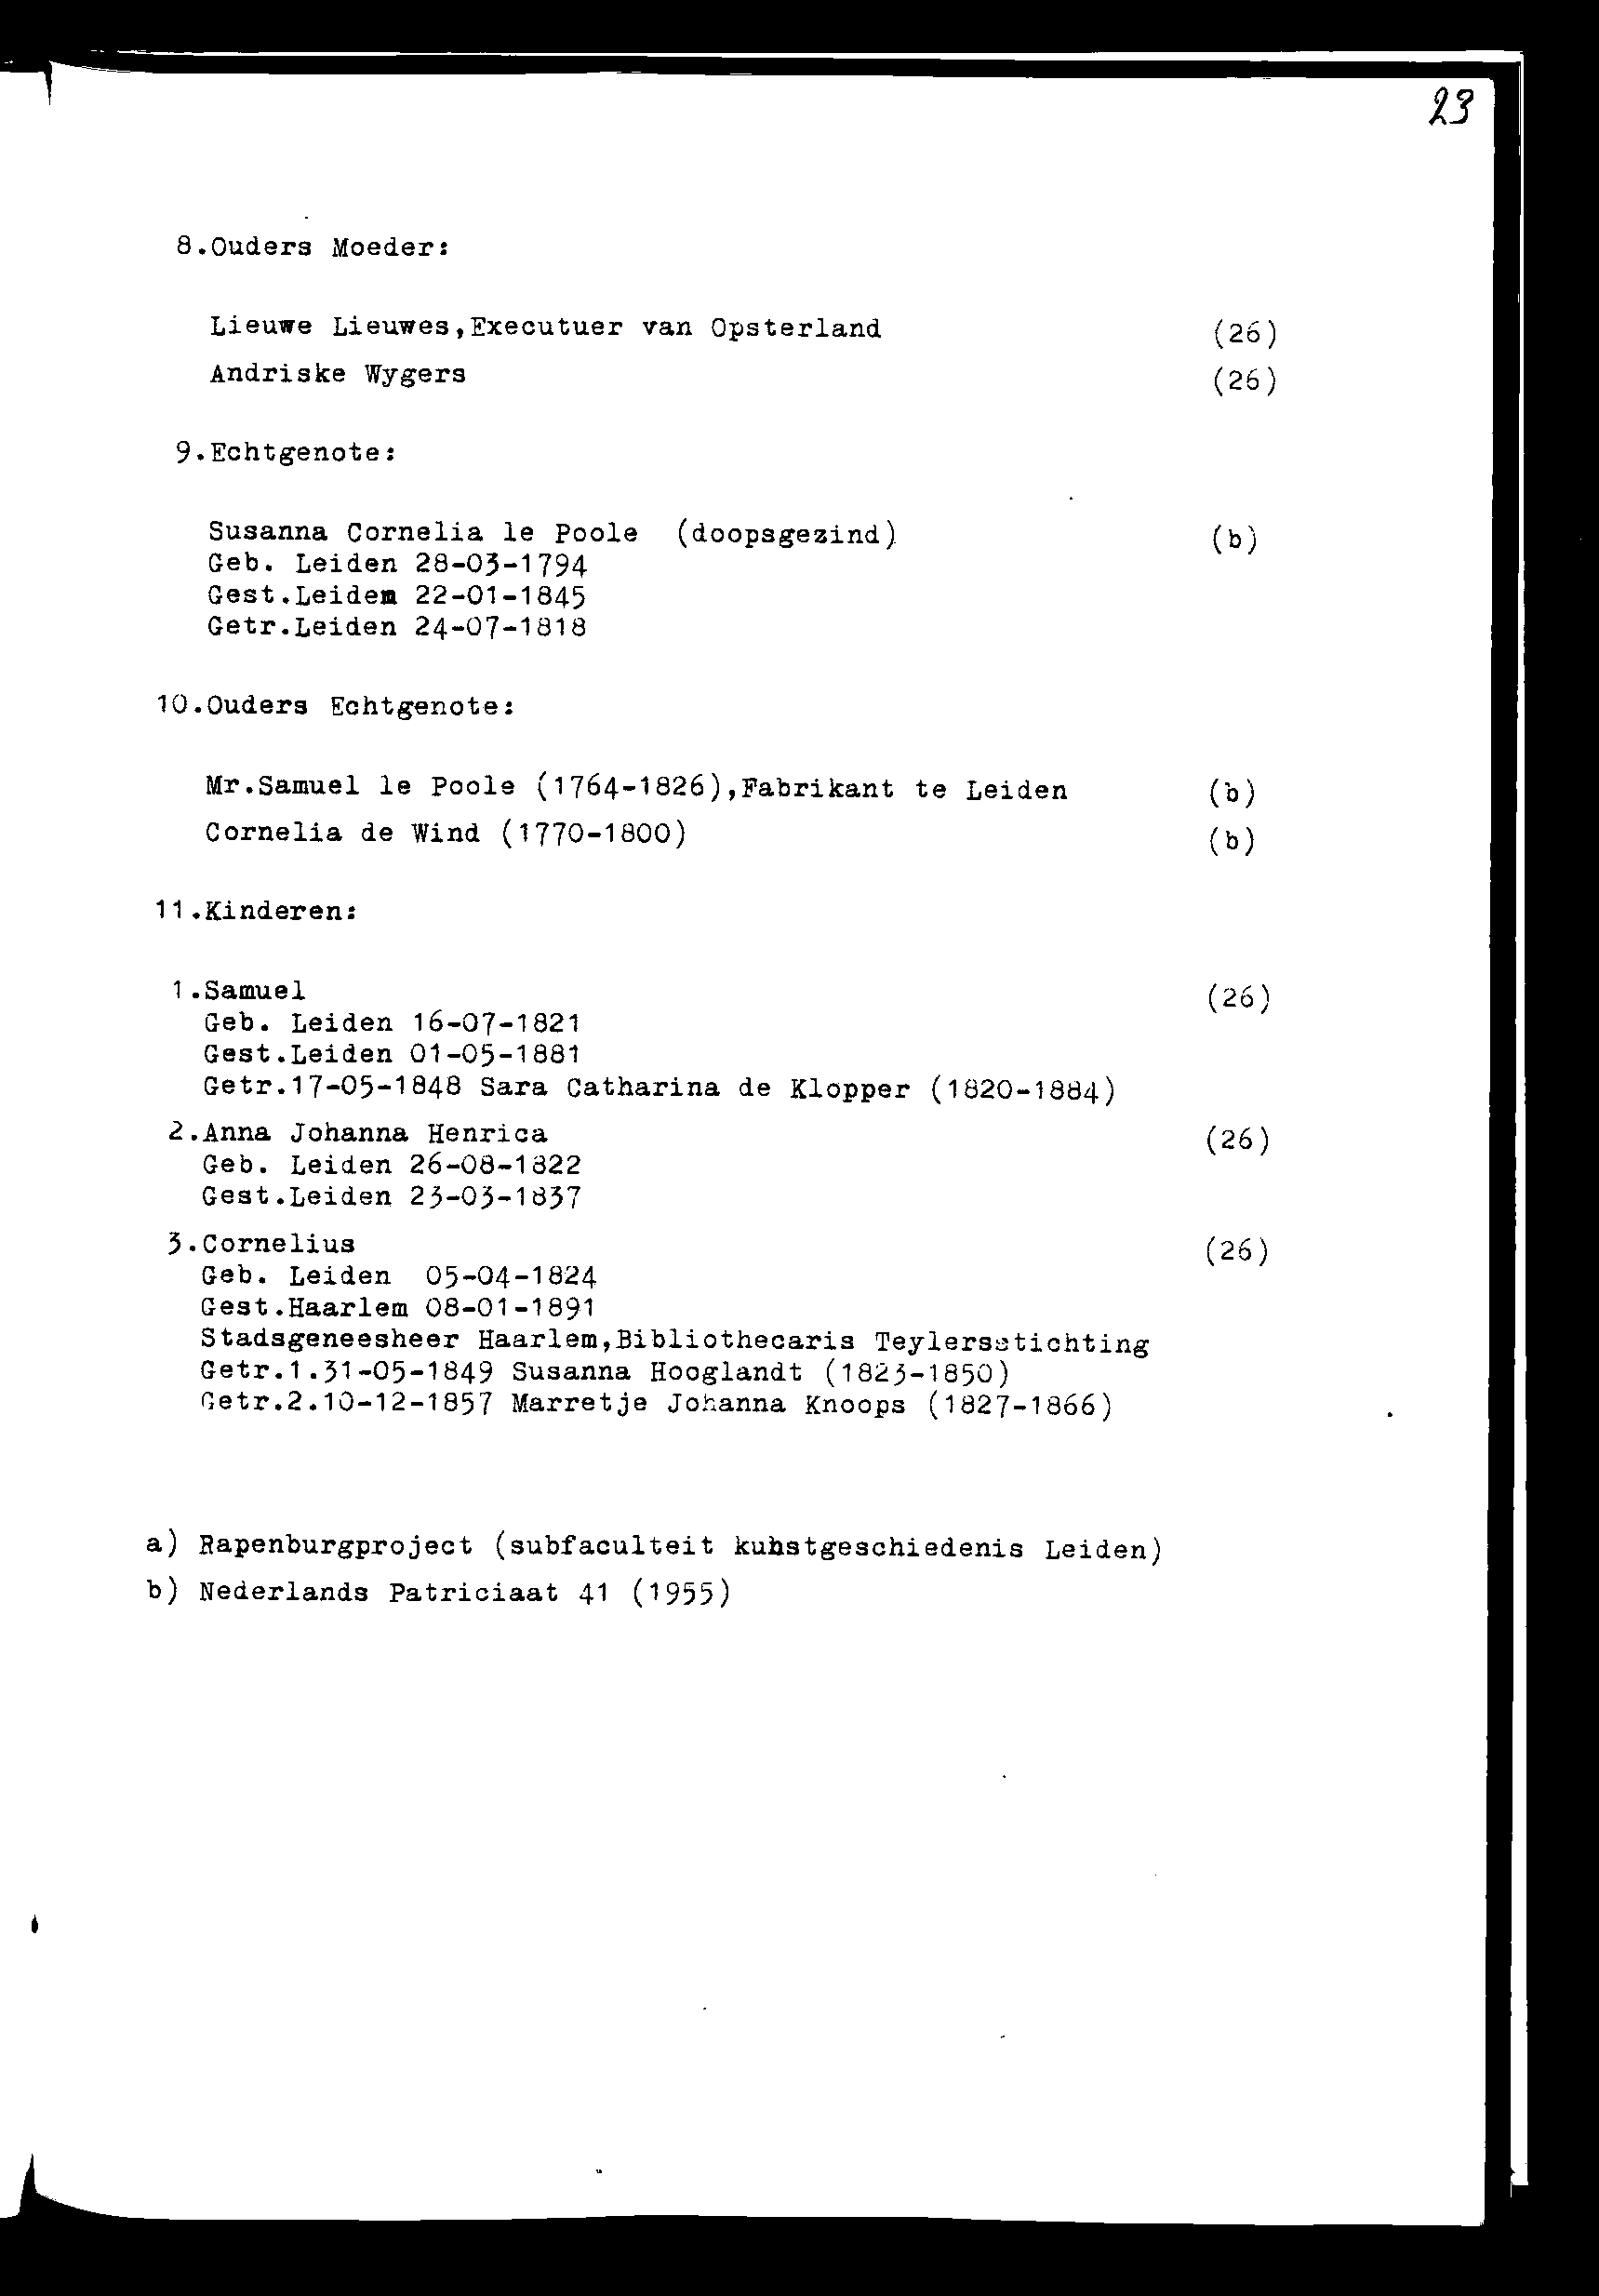 23
8.Ouders Moeder:
Lieuwe Lieuwes,Executuer van Opsterland (26)
Andriske Wygers (26)
9.Echtgenote:
Susanna Cornelia le Poole (doopsgezind) (b)
Geb. Leiden 28-03-1794
Gest.Leiden 22-01-1845
Getr.Leiden 24-07-1818
10.Ouders Echtgenote:
Mr.Samuel le Poole (1764-1826),Fabrikant te Leiden (b)
Cornelia de Wind (1770-1800) (b)
11.Kinderen:
1.Samuel (26)
Geb. Leiden 16-07-1821
Gest.Leiden 01-05-1881
Getr.17-05-1848 Sara Catharina de Klopper (1820-1884)
2.Anna Johanna Henrica (26)
Geb. Leiden 26-08-1822
Gest.Leiden 23-03-1837
3.Cornelius (26)
Geb. Leiden 05-04-1824
Gest.Haarlem 08-01-1891
Stadsgeneesheer Haarlem,Bibliothecaris Teylersstichting
Getr.1.31-05-1849 Susanna Hooglandt (1823-1850)
Getr.2.10-12-1857 Marretje Johanna Knoops (1827-1866)
a) Rapenburgproject (subfaculteit kuhstgeschiedenis Leiden)
b) Nederlands Patriciaat 41 (1955)